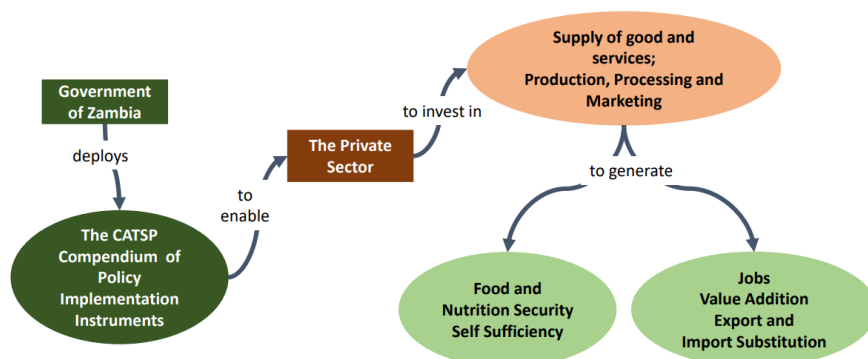 Government
of Zambia
deploys
The CATSP
Compendium of
Policy
Implementation
Instruments
to
enable
The Private
Sector
to invest in
Supply of good and
services;
Production, Processing and
Marketing
to generate
Food and
Nutrition Security
Self Sufficiency
Jobs
Value Addition
Export and
Import Substitution